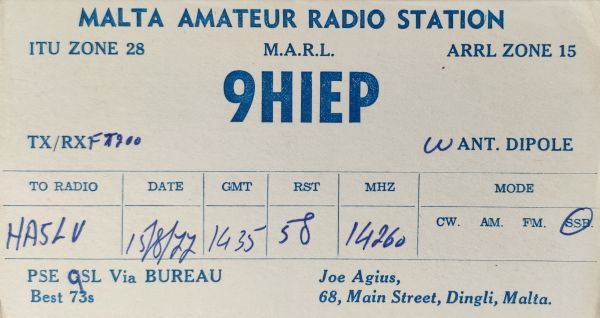 MALTA AMATEUR RADIO STATION
ITU ZONE 28 M.A.R.L. ARRL ZONE 15
9HIEP
TX/RX W ANT. DIPOLE
TO RADIO DATE GMT RST MHZ MODE
HA5LV 15/8/77 1435 58 14260 CW. AM. FM. SSB.
PSE QSL Via BUREAU Joe Agius,
Best 73s 68, Main Street, Dingli, Malta.